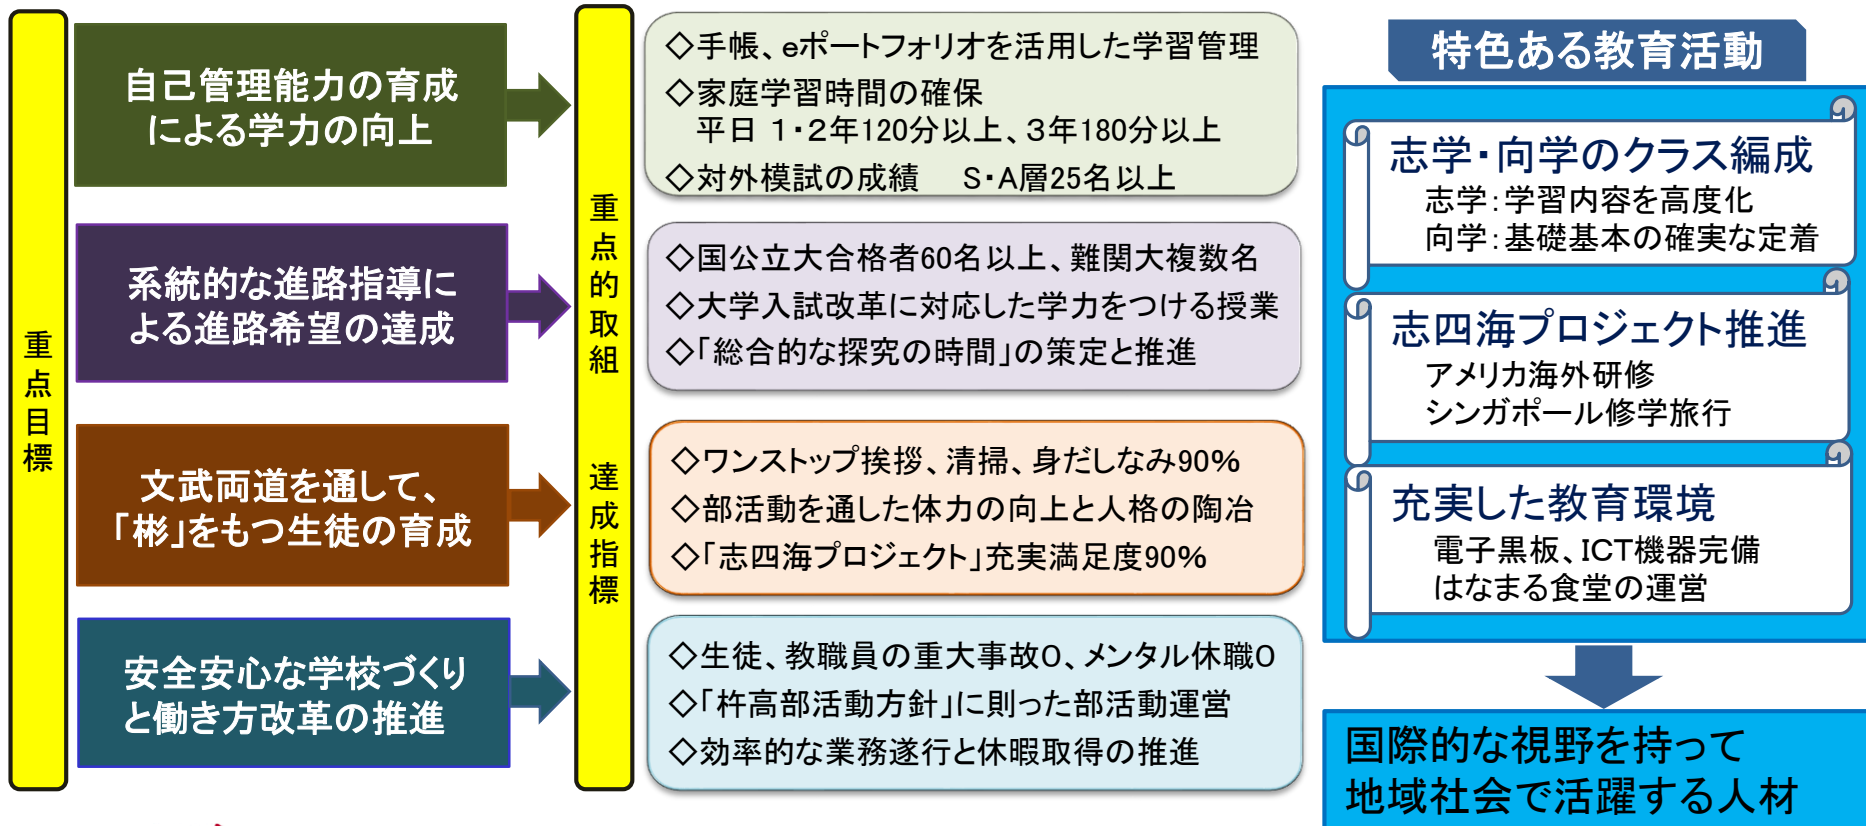 重点目標
自己管理能力の育成
による学力の向上
系統的な進路指導に
よる進路希望の達成
文武両道を通して、
「彬」をもつ生徒の育成
安全安心な学校づくり
と働き方改革の推進
重点的取組　達成指標
◇手帳、eポートフォリオを活用した学習管理
◇家庭学習時間の確保
平日 1・2年120分以上、3年180分以上
◇対外模試の成績　S・A層25名以上
◇国公立大合格者60名以上、難関大複数名
◇大学入試改革に対応した学力をつける授業
◇「総合的な探究の時間」の策定と推進
◇ワンストップ挨拶、清掃、身だしなみ90%
◇部活動を通した体力の向上と人格の陶冶
◇「志四海プロジェクト」充実満足度90%
◇生徒、教職員の重大事故0、メンタル休職0
◇「杵高部活動方針」に則った部活動運営
◇効率的な業務遂行と休暇取得の推進
特色ある教育活動
志学・向学のクラス編成
志学：学習内容を高度化
向学：基礎基本の確実な定着
志四海プロジェクト推進
アメリカ海外研修
シンガポール修学旅行
充実した教育環境
電子黒板、ICT機器完備
はなまる食堂の運営
国際的な視野を持って
地域社会で活躍する人材